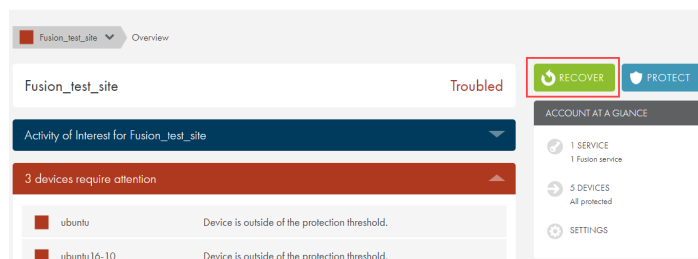 Fusion_test_site Overview
Fusion_test_site Troubled
RECOVER PROTECT
Activity of Interest for Fusion_test_site
ACCOUNT AT A GLANCE
1 SERVICE
1 Fusion service
3 devices require attention
5 DEVICES
All protected
ubuntu Device is outside of the protection threshold.
SETTINGS
ubuntu16-10 Device is outside of the protection threshold.